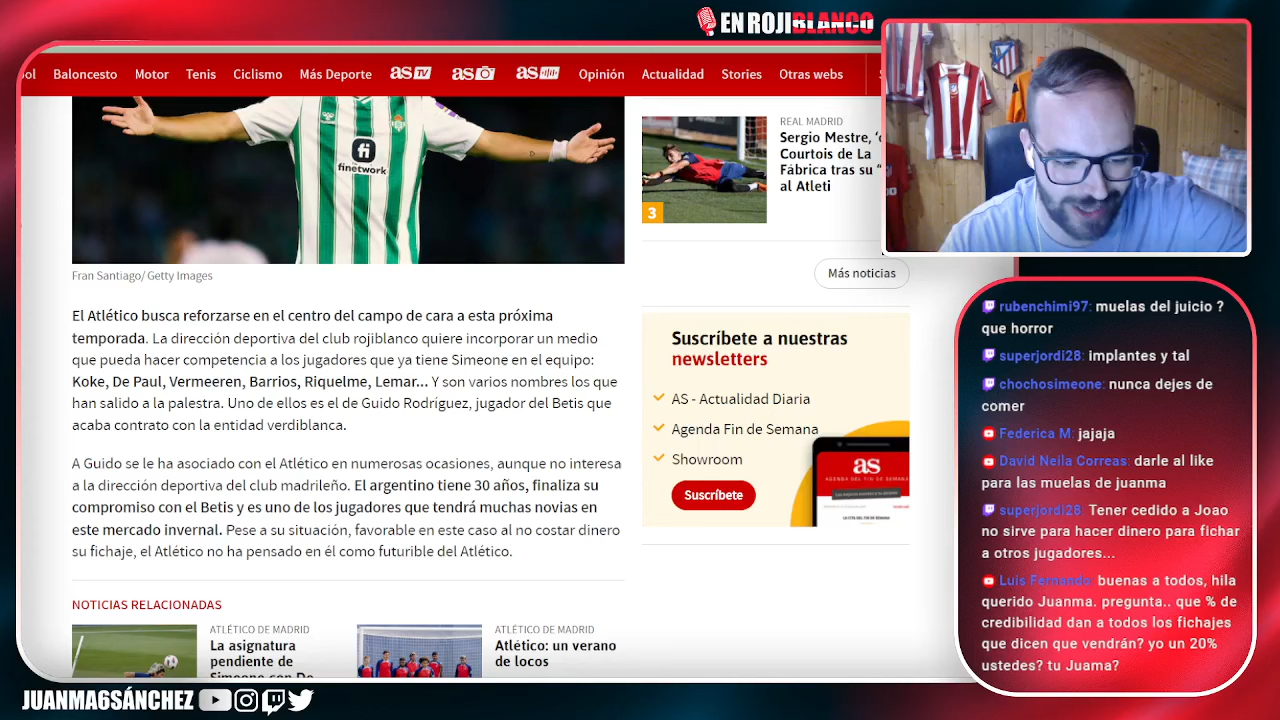 EN ROJIBLANCO
Baloncesto Motor Tenis Ciclismo Más Deporte as TV as as Opinión Actualidad Stories Otras webs
finetwork
Fran Santiago/ Getty Images
El Atlético busca reforzarse en el centro del campo de cara a esta próxima
temporada. La dirección deportiva del club rojiblanco quiere incorporar un medio
que pueda hacer competencia a los jugadores que ya tiene Simeone en el equipo:
Koke, De Paul, Vermeeren, Barrios, Riquelme, Lemar... Y son varios nombres los que
han salido a la palestra. Uno de ellos es el de Guido Rodríguez, jugador del Betis que
acaba contrato con la entidad verdiblanca.
A Guido se le ha asociado con el Atlético en numerosas ocasiones, aunque no interesa
a la dirección deportiva del club madrileño. El argentino tiene 30 años, finaliza su
compromiso con el Betis y es uno de los jugadores que tendrá muchas novias en
este mercado invernal. Pese a su situación, favorable en este caso al no costar dinero
su fichaje, el Atlético no ha pensado en él como futurible del Atlético.
NOTICIAS RELACIONADAS
ATLÉTICO DE MADRID
La asignatura
pendiente de
Simeone con De
ATLÉTICO DE MADRID
Atlético: un verano
de locos
REAL MADRID
Sergio Mestre,
Courtois de La
Fábrica tras su
al Atleti
3
Más noticias
Suscríbete a nuestras
newsletters
AS - Actualidad Diaria
Agenda Fin de Semana
Showroom
Suscríbete
as
AGENDA DEL FIN DE SEMANA
rubenchimi97: muelas del juicio ?
que horror
superjordi28: implantes y tal
chochosimeone: nunca dejes de
comer
Federica M: jajaja
David Neila Correas: darle al like
para las muelas de juanma
superjordi28: Tener cedido a Joao
no sirve para hacer dinero para fichar
a otros jugadores...
Luis Fernando: buenas a todos, hila
querido Juanma. pregunta.. que % de
credibilidad dan a todos los fichajes
que dicen que vendrán? yo un 20%
ustedes? tu Juama?
JUANMA6SÁNCHEZ